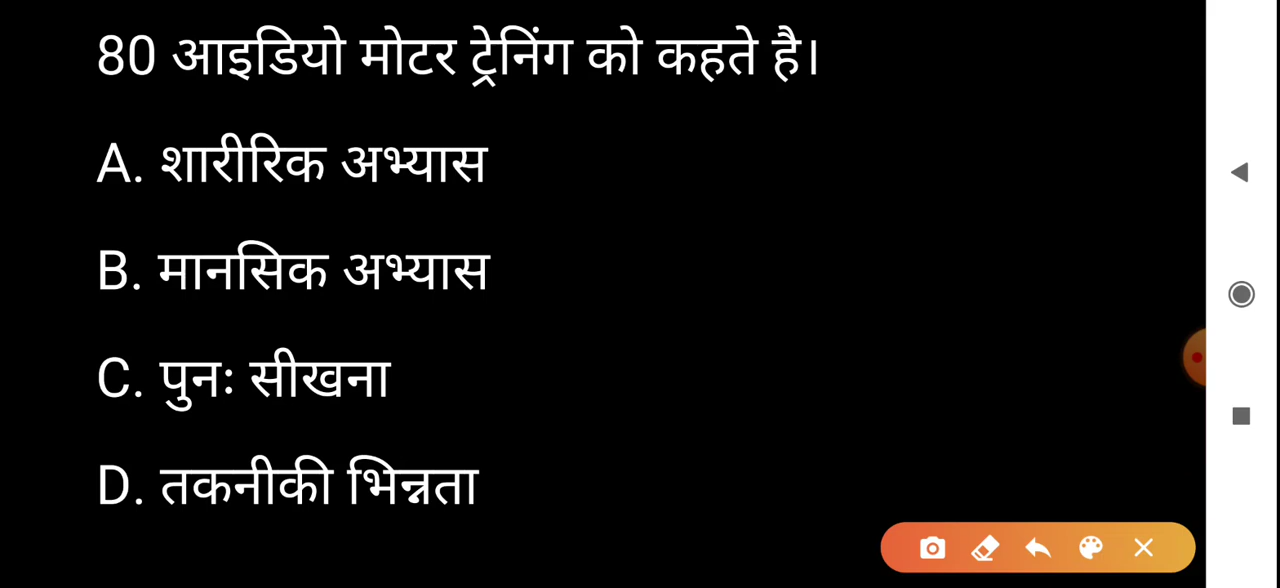 80 आइडियो मोटर ट्रेनिंग को कहते है।
A. शारीरिक अभ्यास
B. मानसिक अभ्यास
C. पुनः सीखना
D. तकनीकी भिन्नता